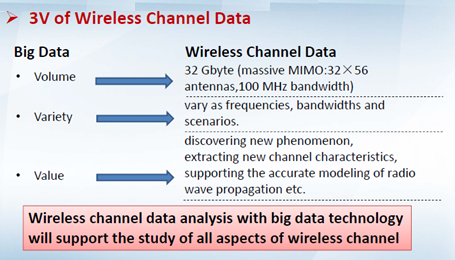 ➤ 3V of Wireless Channel Data
Big Data
Wireless Channel Data
• Volume
32 Gbyte (massive MIMO:32×56
antennas,100 MHz bandwidth)
• Variety
vary as frequencies, bandwidths and
scenarios.
• Value
discovering new phenomenon,
extracting new channel characteristics,
supporting the accurate modeling of radio
wave propagation etc.
Wireless channel data analysis with big data technology
will support the study of all aspects of wireless channel